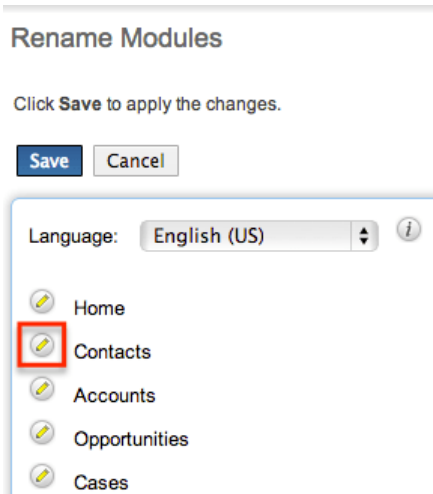 Rename Modules
Click Save to apply the changes.
Save Cancel
Language: English (US) i
Home
Contacts
Accounts
Opportunities
Cases